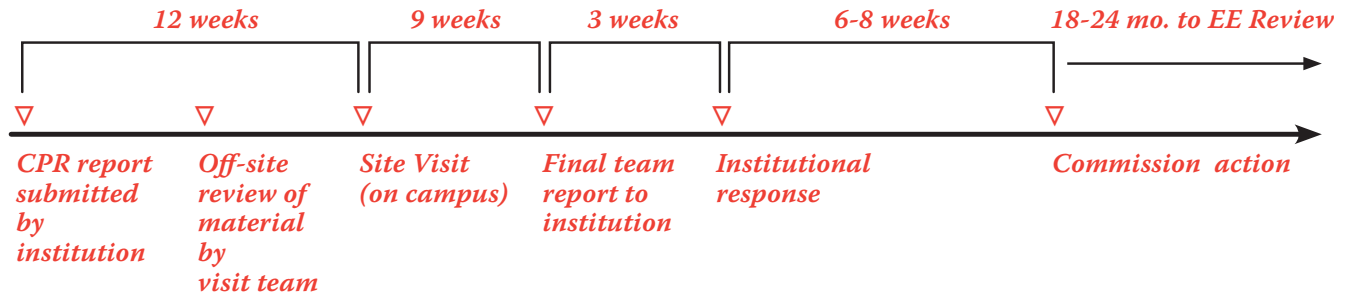 12 weeks
9 weeks
3 weeks
6-8 weeks
18-24 mo. to EE Review
CPR report
submitted
by
institution
Off-site
review of
material
by
visit team
Site Visit
(on campus)
Final team
report to
institution
Institutional
response
Commission action